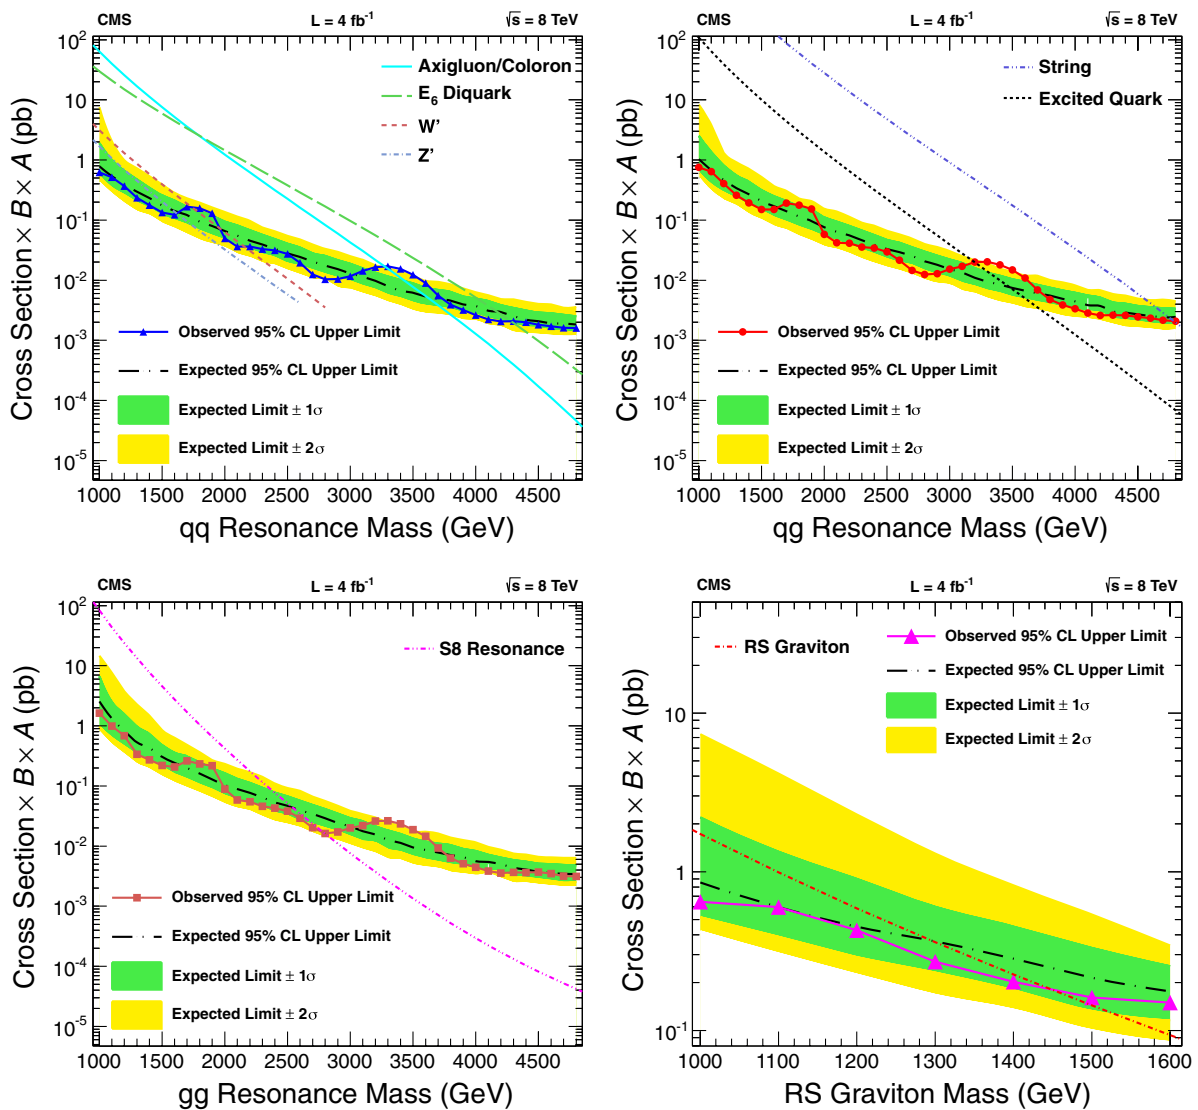 CMS L = 4 fb⁻¹ √s = 8 TeV
Cross Section × B × A (pb)
10²
10
1
10⁻¹
10⁻²
10⁻³
10⁻⁴
10⁻⁵
Axigluon/Coloron
E₆ Diquark
W'
Z'
Observed 95% CL Upper Limit
Expected 95% CL Upper Limit
Expected Limit ± 1σ
Expected Limit ± 2σ
1000 1500 2000 2500 3000 3500 4000 4500
qq Resonance Mass (GeV)
CMS L = 4 fb⁻¹ √s = 8 TeV
Cross Section × B × A (pb)
10²
10
1
10⁻¹
10⁻²
10⁻³
10⁻⁴
10⁻⁵
String
Excited Quark
Observed 95% CL Upper Limit
Expected 95% CL Upper Limit
Expected Limit ± 1σ
Expected Limit ± 2σ
1000 1500 2000 2500 3000 3500 4000 4500
qg Resonance Mass (GeV)
CMS L = 4 fb⁻¹ √s = 8 TeV
Cross Section × B × A (pb)
10²
10
1
10⁻¹
10⁻²
10⁻³
10⁻⁴
10⁻⁵
S8 Resonance
Observed 95% CL Upper Limit
Expected 95% CL Upper Limit
Expected Limit ± 1σ
Expected Limit ± 2σ
1000 1500 2000 2500 3000 3500 4000 4500
gg Resonance Mass (GeV)
CMS L = 4 fb⁻¹ √s = 8 TeV
Cross Section × B × A (pb)
10
1
10⁻¹
RS Graviton
Observed 95% CL Upper Limit
Expected 95% CL Upper Limit
Expected Limit ± 1σ
Expected Limit ± 2σ
1000 1100 1200 1300 1400 1500 1600
RS Graviton Mass (GeV)